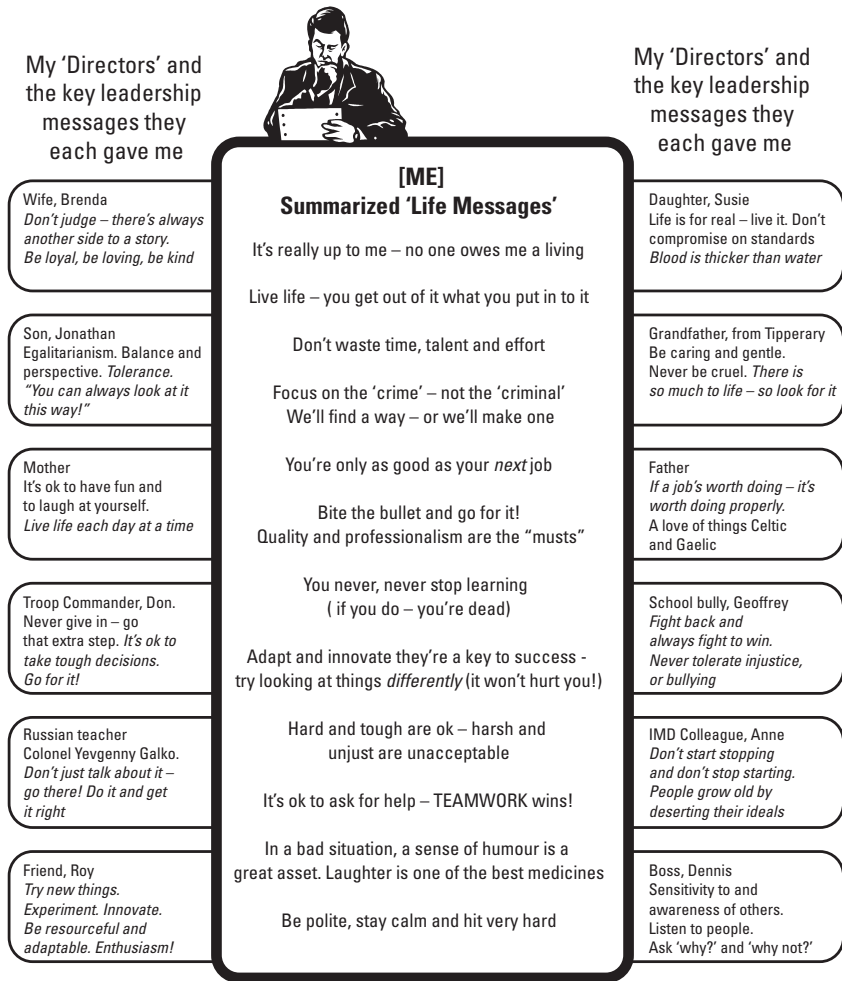 My ‘Directors’ and
the key leadership
messages they
each gave me
Wife, Brenda
Don’t judge – there’s always
another side to a story.
Be loyal, be loving, be kind
Son, Jonathan
Egalitarianism. Balance and
perspective. Tolerance.
“You can always look at it
this way!”
Mother
It’s ok to have fun and
to laugh at yourself.
Live life each day at a time
Troop Commander, Don.
Never give in – go
that extra step. It’s ok to
take tough decisions.
Go for it!
Russian teacher
Colonel Yevgenny Galko.
Don’t just talk about it –
go there! Do it and get
it right
Friend, Roy
Try new things.
Experiment. Innovate.
Be resourceful and
adaptable. Enthusiasm!
[ME]
Summarized ‘Life Messages’
It’s really up to me – no one owes me a living
Live life – you get out of it what you put in to it
Don’t waste time, talent and effort
Focus on the ‘crime’ – not the ‘criminal’
We’ll find a way – or we’ll make one
You’re only as good as your next job
Bite the bullet and go for it!
Quality and professionalism are the “musts”
You never, never stop learning
( if you do – you’re dead)
Adapt and innovate they’re a key to success -
try looking at things differently (it won’t hurt you!)
Hard and tough are ok – harsh and
unjust are unacceptable
It’s ok to ask for help – TEAMWORK wins!
In a bad situation, a sense of humour is a
great asset. Laughter is one of the best medicines
Be polite, stay calm and hit very hard
My ‘Directors’ and
the key leadership
messages they
each gave me
Daughter, Susie
Life is for real – live it. Don’t
compromise on standards
Blood is thicker than water
Grandfather, from Tipperary
Be caring and gentle.
Never be cruel. There is
so much to life – so look for it
Father
If a job’s worth doing – it’s
worth doing properly.
A love of things Celtic
and Gaelic
School bully, Geoffrey
Fight back and
always fight to win.
Never tolerate injustice,
or bullying
IMD Colleague, Anne
Don’t start stopping
and don’t stop starting.
People grow old by
deserting their ideals
Boss, Dennis
Sensitivity to and
awareness of others.
Listen to people.
Ask ‘why?’ and ‘why not?’